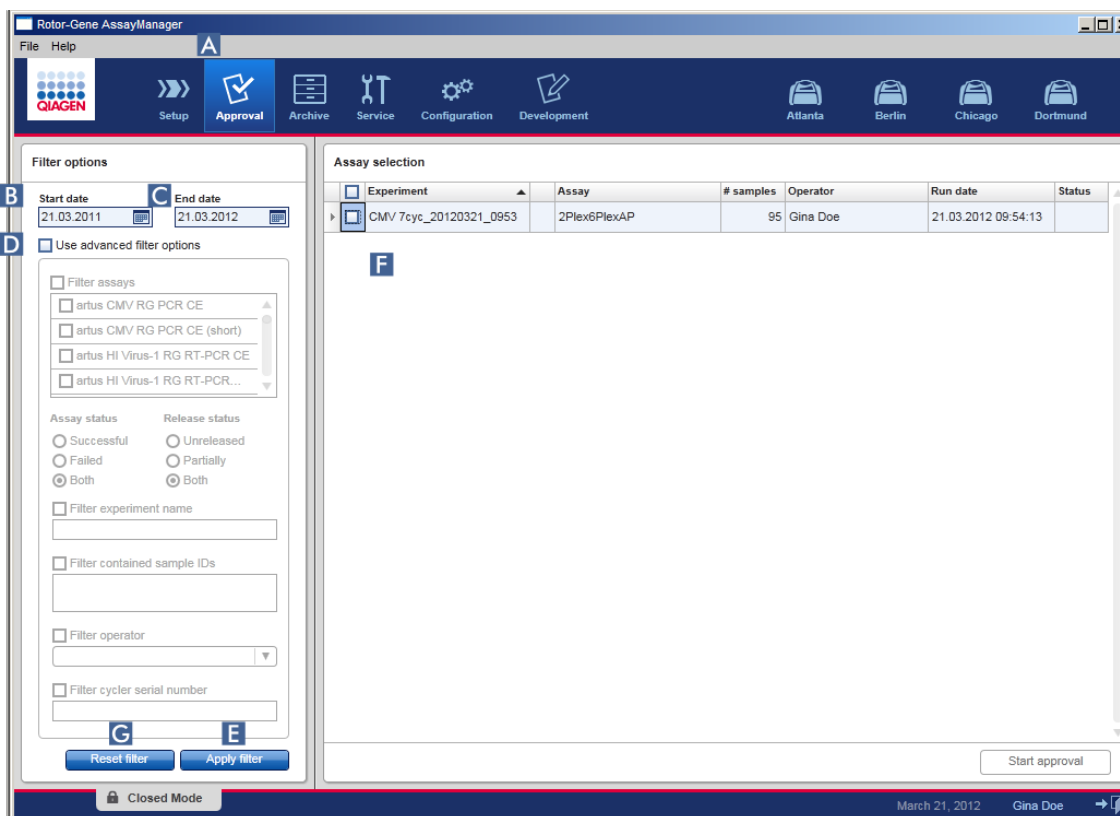 Rotor-Gene AssayManager
File Help
A
QIAGEN
Setup Approval Archive Service Configuration Development Atlanta Berlin Chicago Dortmund
Filter options
B Start date C End date
21.03.2011 21.03.2012
D Use advanced filter options
Filter assays
artus CMV RG PCR CE
artus CMV RG PCR CE (short)
artus HI Virus-1 RG RT-PCR CE
artus HI Virus-1 RG RT-PCR...
Assay status Release status
Successful Unreleased
Failed Partially
Both Both
Filter experiment name
Filter contained sample IDs
Filter operator
Filter cycler serial number
G E
Reset filter Apply filter
Assay selection
Experiment Assay # samples Operator Run date Status
CMV 7cyc_20120321_0953 2Plex6PlexAP 95 Gina Doe 21.03.2012 09:54:13
F
Start approval
Closed Mode
March 21, 2012 Gina Doe